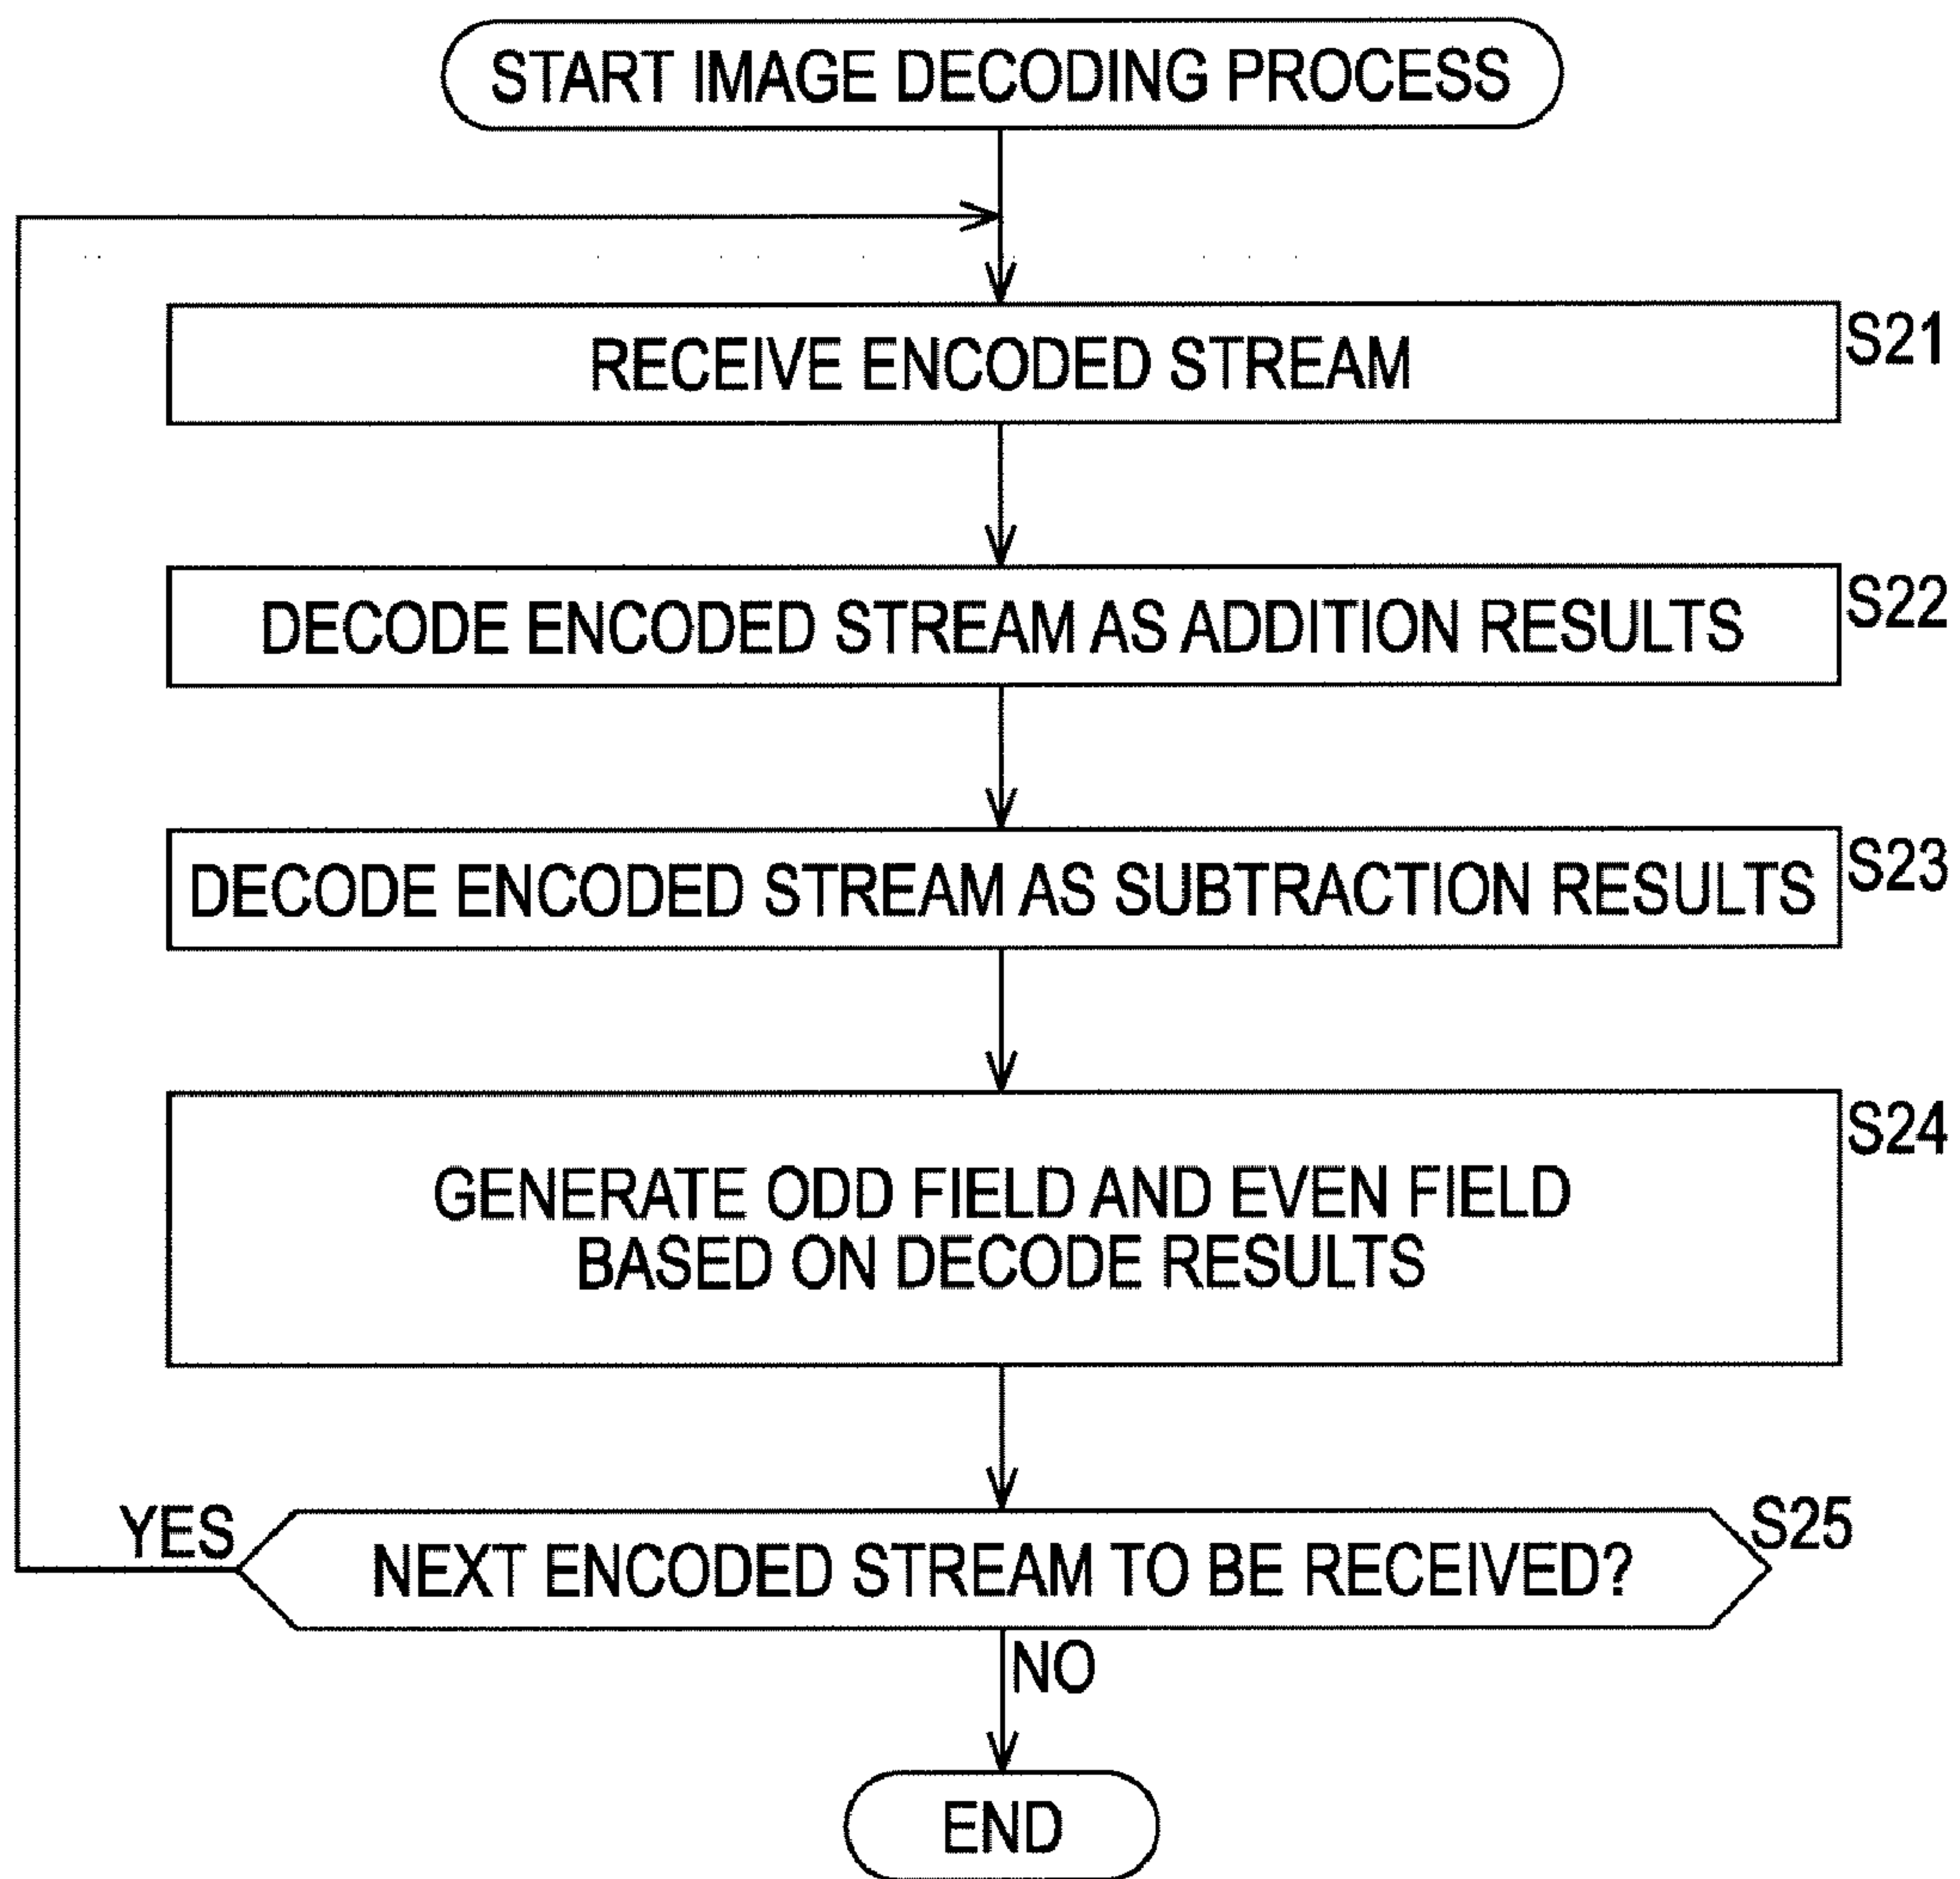 START IMAGE DECODING PROCESS
RECEIVE ENCODED STREAM
S21
DECODE ENCODED STREAM AS ADDITION RESULTS
S22
DECODE ENCODED STREAM AS SUBTRACTION RESULTS
S23
GENERATE ODD FIELD AND EVEN FIELD
BASED ON DECODE RESULTS
S24
YES
NEXT ENCODED STREAM TO BE RECEIVED?
S25
NO
END